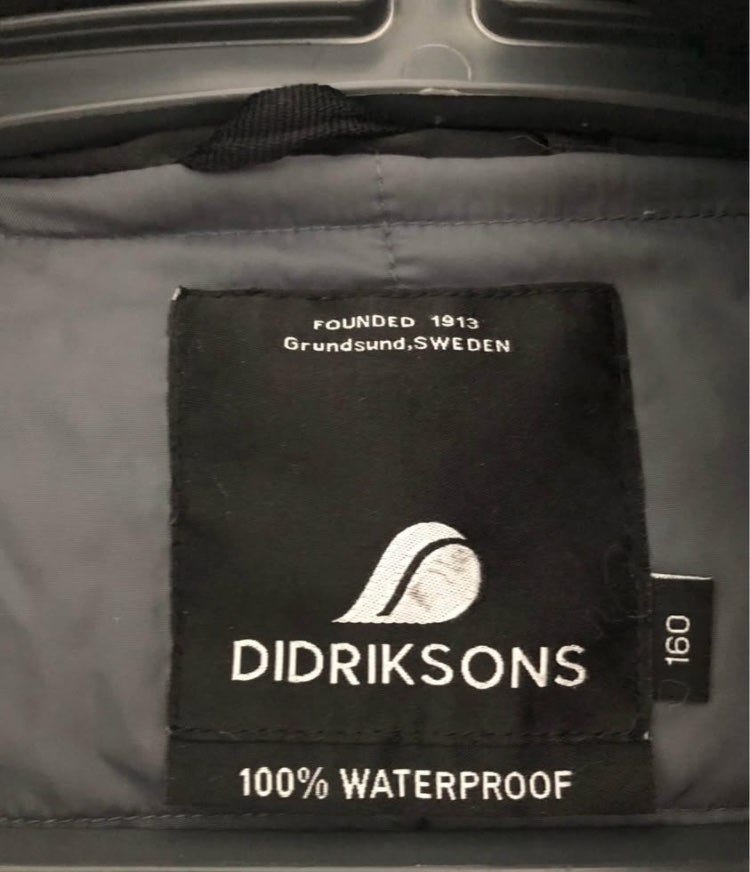 FOUNDED 1913
Grundsund,SWEDEN
DIDRIKSONS
160
100% WATERPROOF